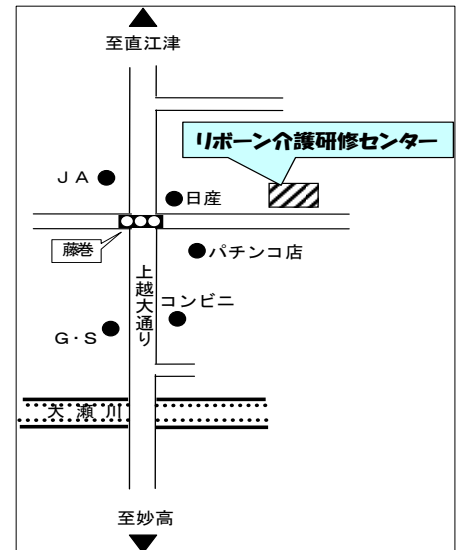 至直江津
リボーン介護研修センター
ＪＡ
日産
藤巻
パチンコ店
上越大通り
コンビニ
Ｇ・Ｓ
大瀬川
至妙高